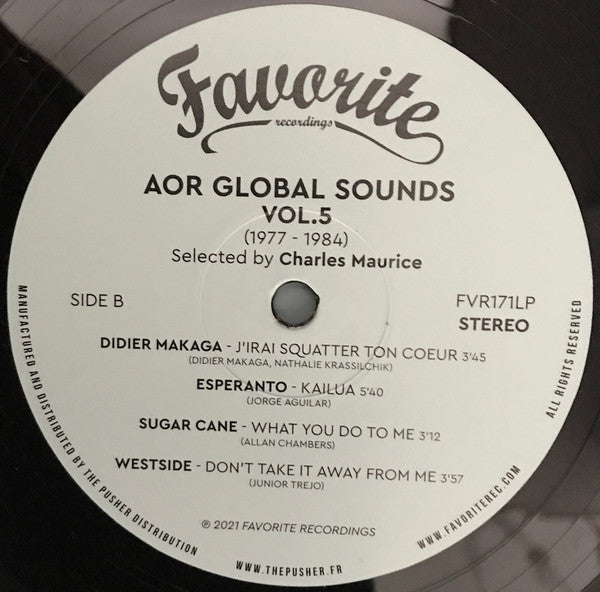 Favorite
recordings
AOR GLOBAL SOUNDS
VOL.5
(1977 - 1984)
Selected by Charles Maurice
SIDE B
FVR171LP
STEREO
DIDIER MAKAGA - J'IRAI SQUATTER TON COEUR 3'45
(DIDIER MAKAGA, NATHALIE KRASSILCHIK)
ESPERANTO - KAILUA 5'40
(JORGE AGUILAR)
SUGAR CANE - WHAT YOU DO TO ME 3'12
(ALLAN CHAMBERS)
WESTSIDE - DON'T TAKE IT AWAY FROM ME 3'57
(JUNIOR TREJO)
℗ 2021 FAVORITE RECORDINGS
MANUFACTURED AND DISTRIBUTED BY THE PUSHER DISTRIBUTION
WWW.THEPUSHER.FR
WWW.FAVORITEREC.COM
ALL RIGHTS RESERVED